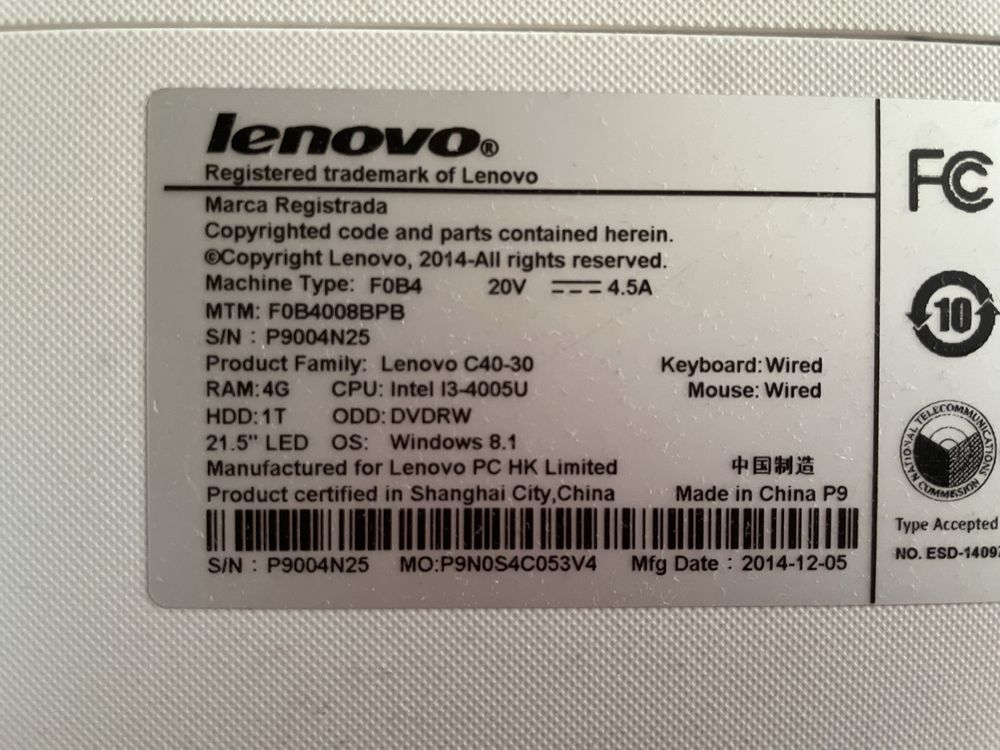 lenovo®
Registered trademark of Lenovo
Marca Registrada
Copyrighted code and parts contained herein.
©Copyright Lenovo, 2014-All rights reserved.
Machine Type: F0B4 20V 4.5A
MTM: F0B4008BPB
S/N : P9004N25
Product Family: Lenovo C40-30 Keyboard: Wired
RAM:4G CPU: Intel I3-4005U Mouse: Wired
HDD:1T ODD:DVDRW
21.5" LED OS: Windows 8.1
Manufactured for Lenovo PC HK Limited 中国制造
Product certified in Shanghai City,China Made in China P9
S/N : P9004N25 MO:P9N0S4C053V4 Mfg Date : 2014-12-05
FC
10
NATIONAL TELECOMMUNICATIONS COMMISSION
Type Accepted
NO. ESD-1409